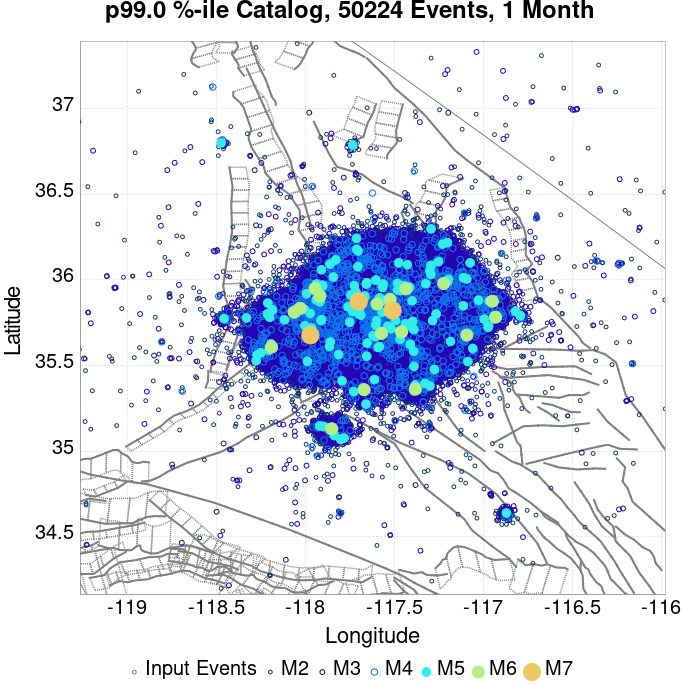 p99.0 %-ile Catalog, 50224 Events, 1 Month
37
36.5
36
35.5
35
34.5
Latitude
-119
-118.5
-118
-117.5
-117
-116.5
-116
Longitude
Input Events
M2
M3
M4
M5
M6
M7